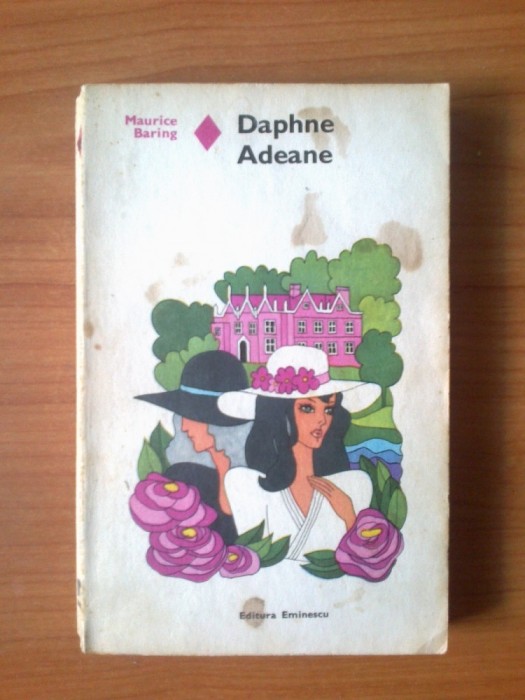 Maurice
Baring
Daphne
Adeane
Editura Eminescu